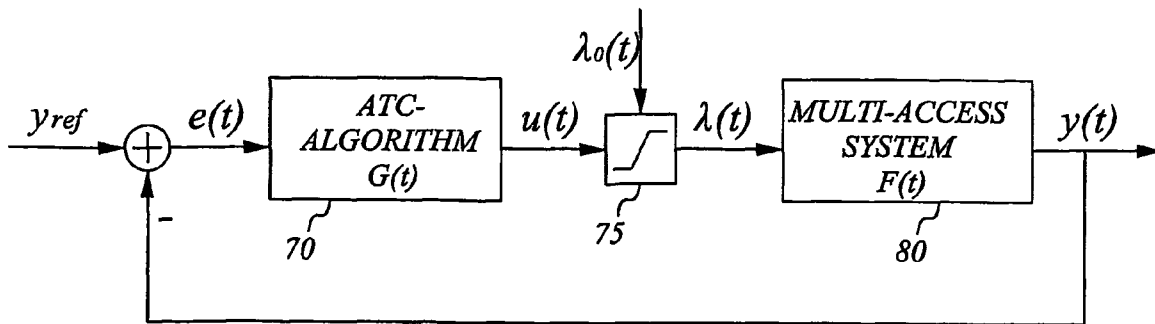 λ₀(t)
y_ref
e(t)
ATC-
ALGORITHM
G(t)
u(t)
λ(t)
MULTI-ACCESS
SYSTEM
F(t)
y(t)
-
70
75
80